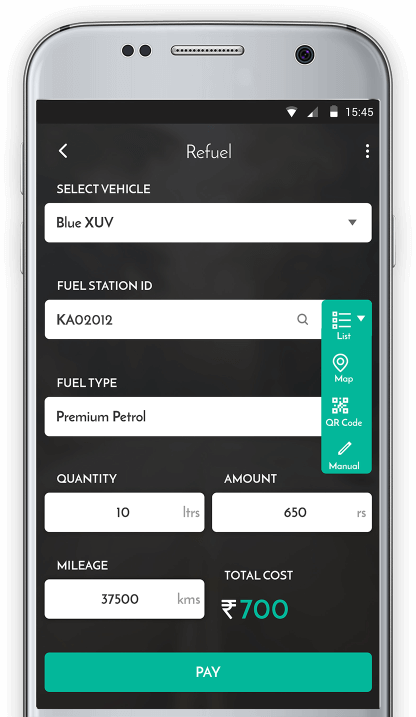 15:45
Refuel
SELECT VEHICLE
Blue XUV
FUEL STATION ID
KA02012
List
Map
QR Code
Manual
FUEL TYPE
Premium Petrol
QUANTITY AMOUNT
10 ltrs 650 rs
MILEAGE
37500 kms
TOTAL COST
₹700
PAY